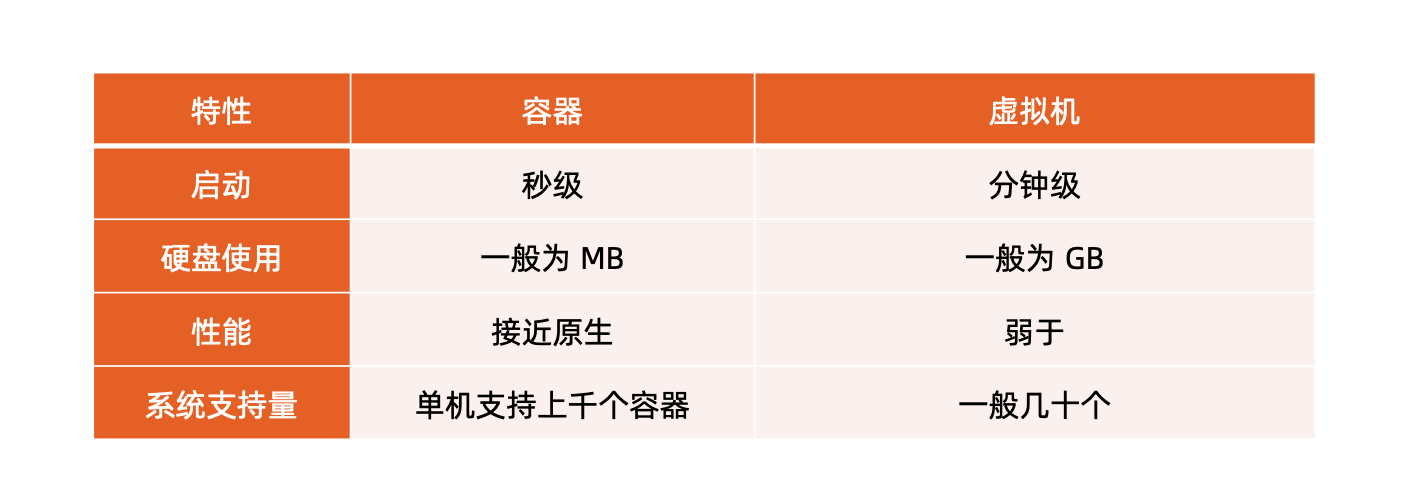 特性 容器 虚拟机
启动 秒级 分钟级
硬盘使用 一般为 MB 一般为 GB
性能 接近原生 弱于
系统支持量 单机支持上千个容器 一般几十个